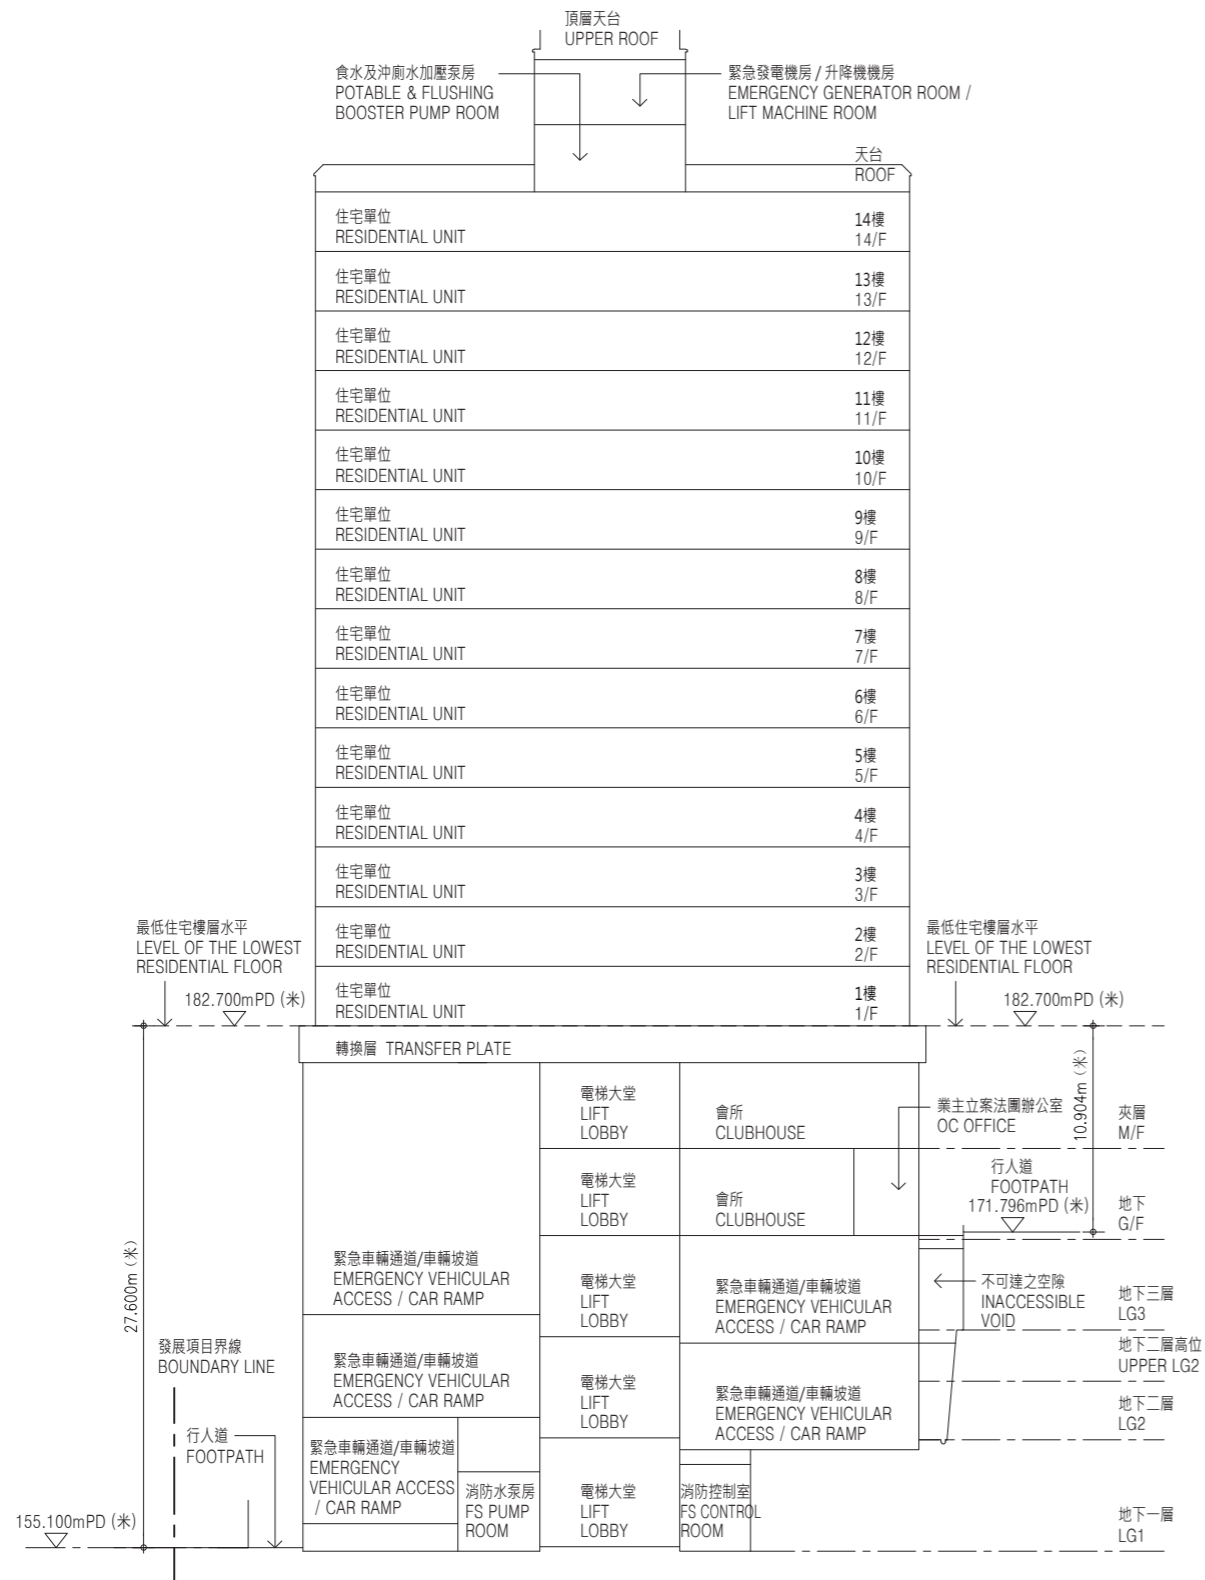 頂層天台
UPPER ROOF
食水及沖廁水加壓泵房
POTABLE & FLUSHING
BOOSTER PUMP ROOM
緊急發電機房 / 升降機機房
EMERGENCY GENERATOR ROOM /
LIFT MACHINE ROOM
天台
ROOF
住宅單位
RESIDENTIAL UNIT
14樓
14/F
住宅單位
RESIDENTIAL UNIT
13樓
13/F
住宅單位
RESIDENTIAL UNIT
12樓
12/F
住宅單位
RESIDENTIAL UNIT
11樓
11/F
住宅單位
RESIDENTIAL UNIT
10樓
10/F
住宅單位
RESIDENTIAL UNIT
9樓
9/F
住宅單位
RESIDENTIAL UNIT
8樓
8/F
住宅單位
RESIDENTIAL UNIT
7樓
7/F
住宅單位
RESIDENTIAL UNIT
6樓
6/F
住宅單位
RESIDENTIAL UNIT
5樓
5/F
住宅單位
RESIDENTIAL UNIT
4樓
4/F
住宅單位
RESIDENTIAL UNIT
3樓
3/F
住宅單位
RESIDENTIAL UNIT
2樓
2/F
住宅單位
RESIDENTIAL UNIT
1樓
1/F
最低住宅樓層水平
LEVEL OF THE LOWEST
RESIDENTIAL FLOOR
182.700mPD (米)
最低住宅樓層水平
LEVEL OF THE LOWEST
RESIDENTIAL FLOOR
182.700mPD (米)
轉換層 TRANSFER PLATE
電梯大堂
LIFT
LOBBY
會所
CLUBHOUSE
業主立案法團辦公室
OC OFFICE
10.904m (米)
夾層
M/F
電梯大堂
LIFT
LOBBY
會所
CLUBHOUSE
行人道
FOOTPATH
171.796mPD (米)
地下
G/F
27.600m (米)
緊急車輛通道/車輛坡道
EMERGENCY VEHICULAR
ACCESS / CAR RAMP
電梯大堂
LIFT
LOBBY
緊急車輛通道/車輛坡道
EMERGENCY VEHICULAR
ACCESS / CAR RAMP
不可達之空隙
INACCESSIBLE
VOID
地下三層
LG3
地下二層高位
UPPER LG2
發展項目界線
BOUNDARY LINE
緊急車輛通道/車輛坡道
EMERGENCY VEHICULAR
ACCESS / CAR RAMP
電梯大堂
LIFT
LOBBY
緊急車輛通道/車輛坡道
EMERGENCY VEHICULAR
ACCESS / CAR RAMP
地下二層
LG2
行人道
FOOTPATH
緊急車輛通道/車輛坡道
EMERGENCY
VEHICULAR ACCESS
/ CAR RAMP
消防水泵房
FS PUMP
ROOM
電梯大堂
LIFT
LOBBY
消防控制室
FS CONTROL
ROOM
地下一層
LG1
155.100mPD (米)